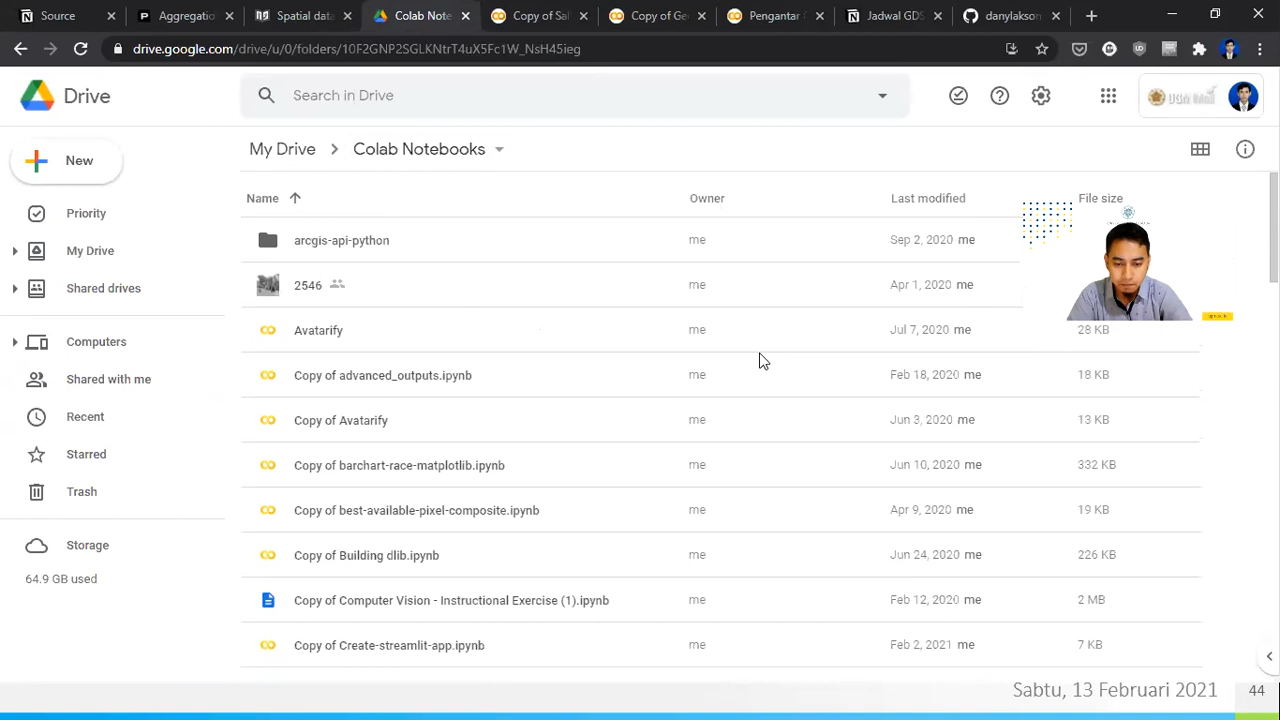 Source
Aggregatio
Spatial data
Colab Note
Copy of Sa
Copy of Ge
Pengantar
Jadwal GDS
danylakson
drive.google.com/drive/u/0/folders/10F2GNP2SGLKNtrT4uX5Fc1W_NsH45ieg
Drive
Search in Drive
UGM Mail
New
My Drive
Colab Notebooks
Priority
My Drive
Shared drives
Computers
Shared with me
Recent
Starred
Trash
Storage
64.9 GB used
Name Owner Last modified File size
arcgis-api-python me Sep 2, 2020 me
2546 me Apr 1, 2020 me
Avatarify me Jul 7, 2020 me 28 KB
Copy of advanced_outputs.ipynb me Feb 18, 2020 me 18 KB
Copy of Avatarify me Jun 3, 2020 me 13 KB
Copy of barchart-race-matplotlib.ipynb me Jun 10, 2020 me 332 KB
Copy of best-available-pixel-composite.ipynb me Apr 9, 2020 me 19 KB
Copy of Building dlib.ipynb me Jun 24, 2020 me 226 KB
Copy of Computer Vision - Instructional Exercise (1).ipynb me Feb 12, 2020 me 2 MB
Copy of Create-streamlit-app.ipynb me Feb 2, 2021 me 7 KB
Sabtu, 13 Februari 2021 44